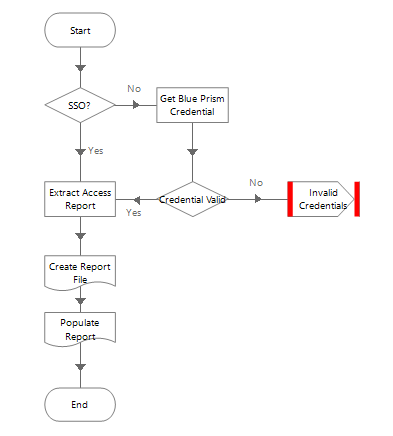 Start
No
SSO?
Get Blue Prism
Credential
Yes
No
Extract Access
Report
Credential Valid
Invalid
Credentials
Yes
Create Report
File
Populate
Report
End